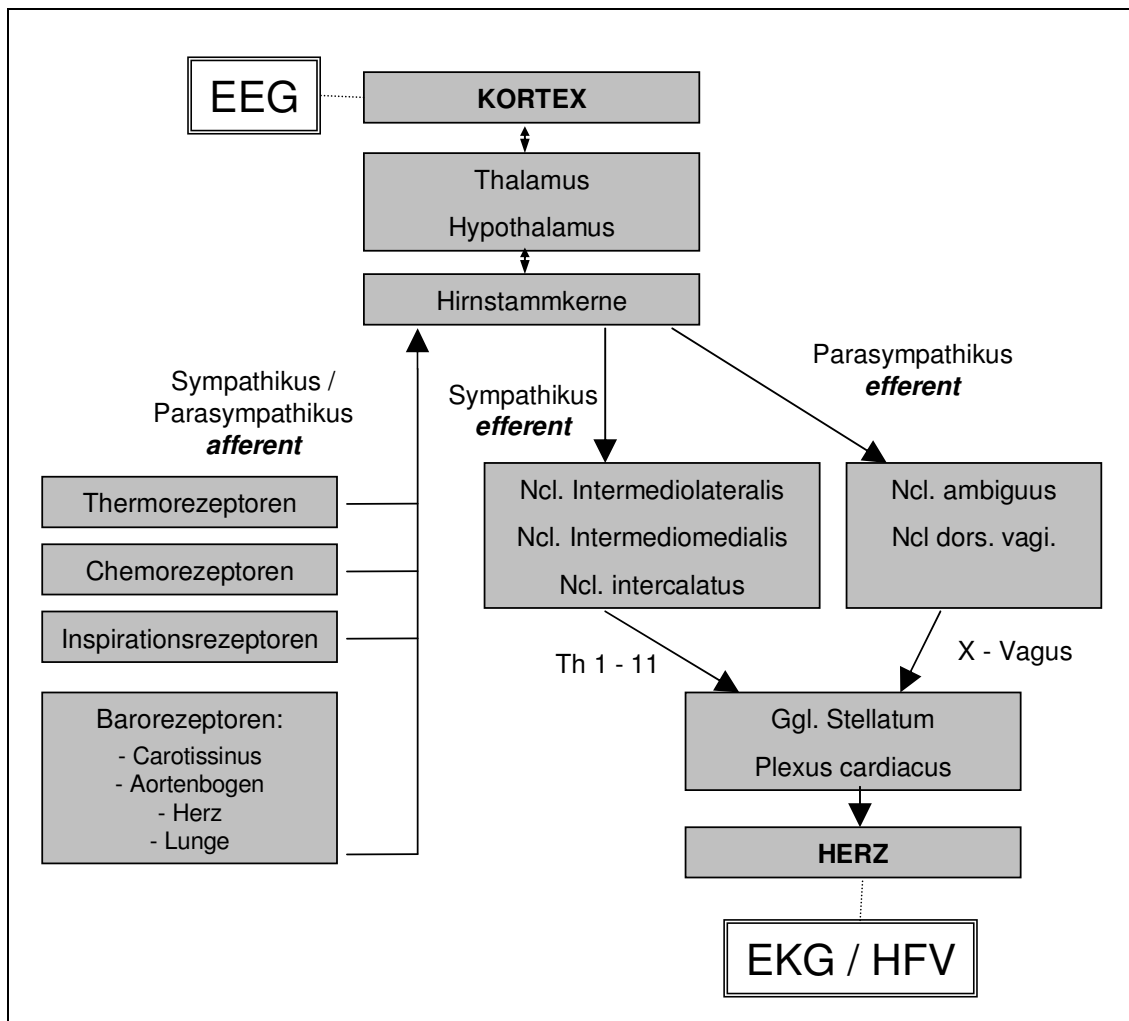 EEG
KORTEX
Thalamus
Hypothalamus
Hirnstammkerne
Sympathikus /
Parasympathikus
afferent
Sympathikus
efferent
Parasympathikus
efferent
Thermorezeptoren
Chemorezeptoren
Inspirationsrezeptoren
Barorezeptoren:
- Carotissinus
- Aortenbogen
- Herz
- Lunge
Ncl. Intermediolateralis
Ncl. Intermediomedialis
Ncl. intercalatus
Ncl. ambiguus
Ncl dors. vagi.
Th 1 - 11
X - Vagus
Ggl. Stellatum
Plexus cardiacus
HERZ
EKG / HFV